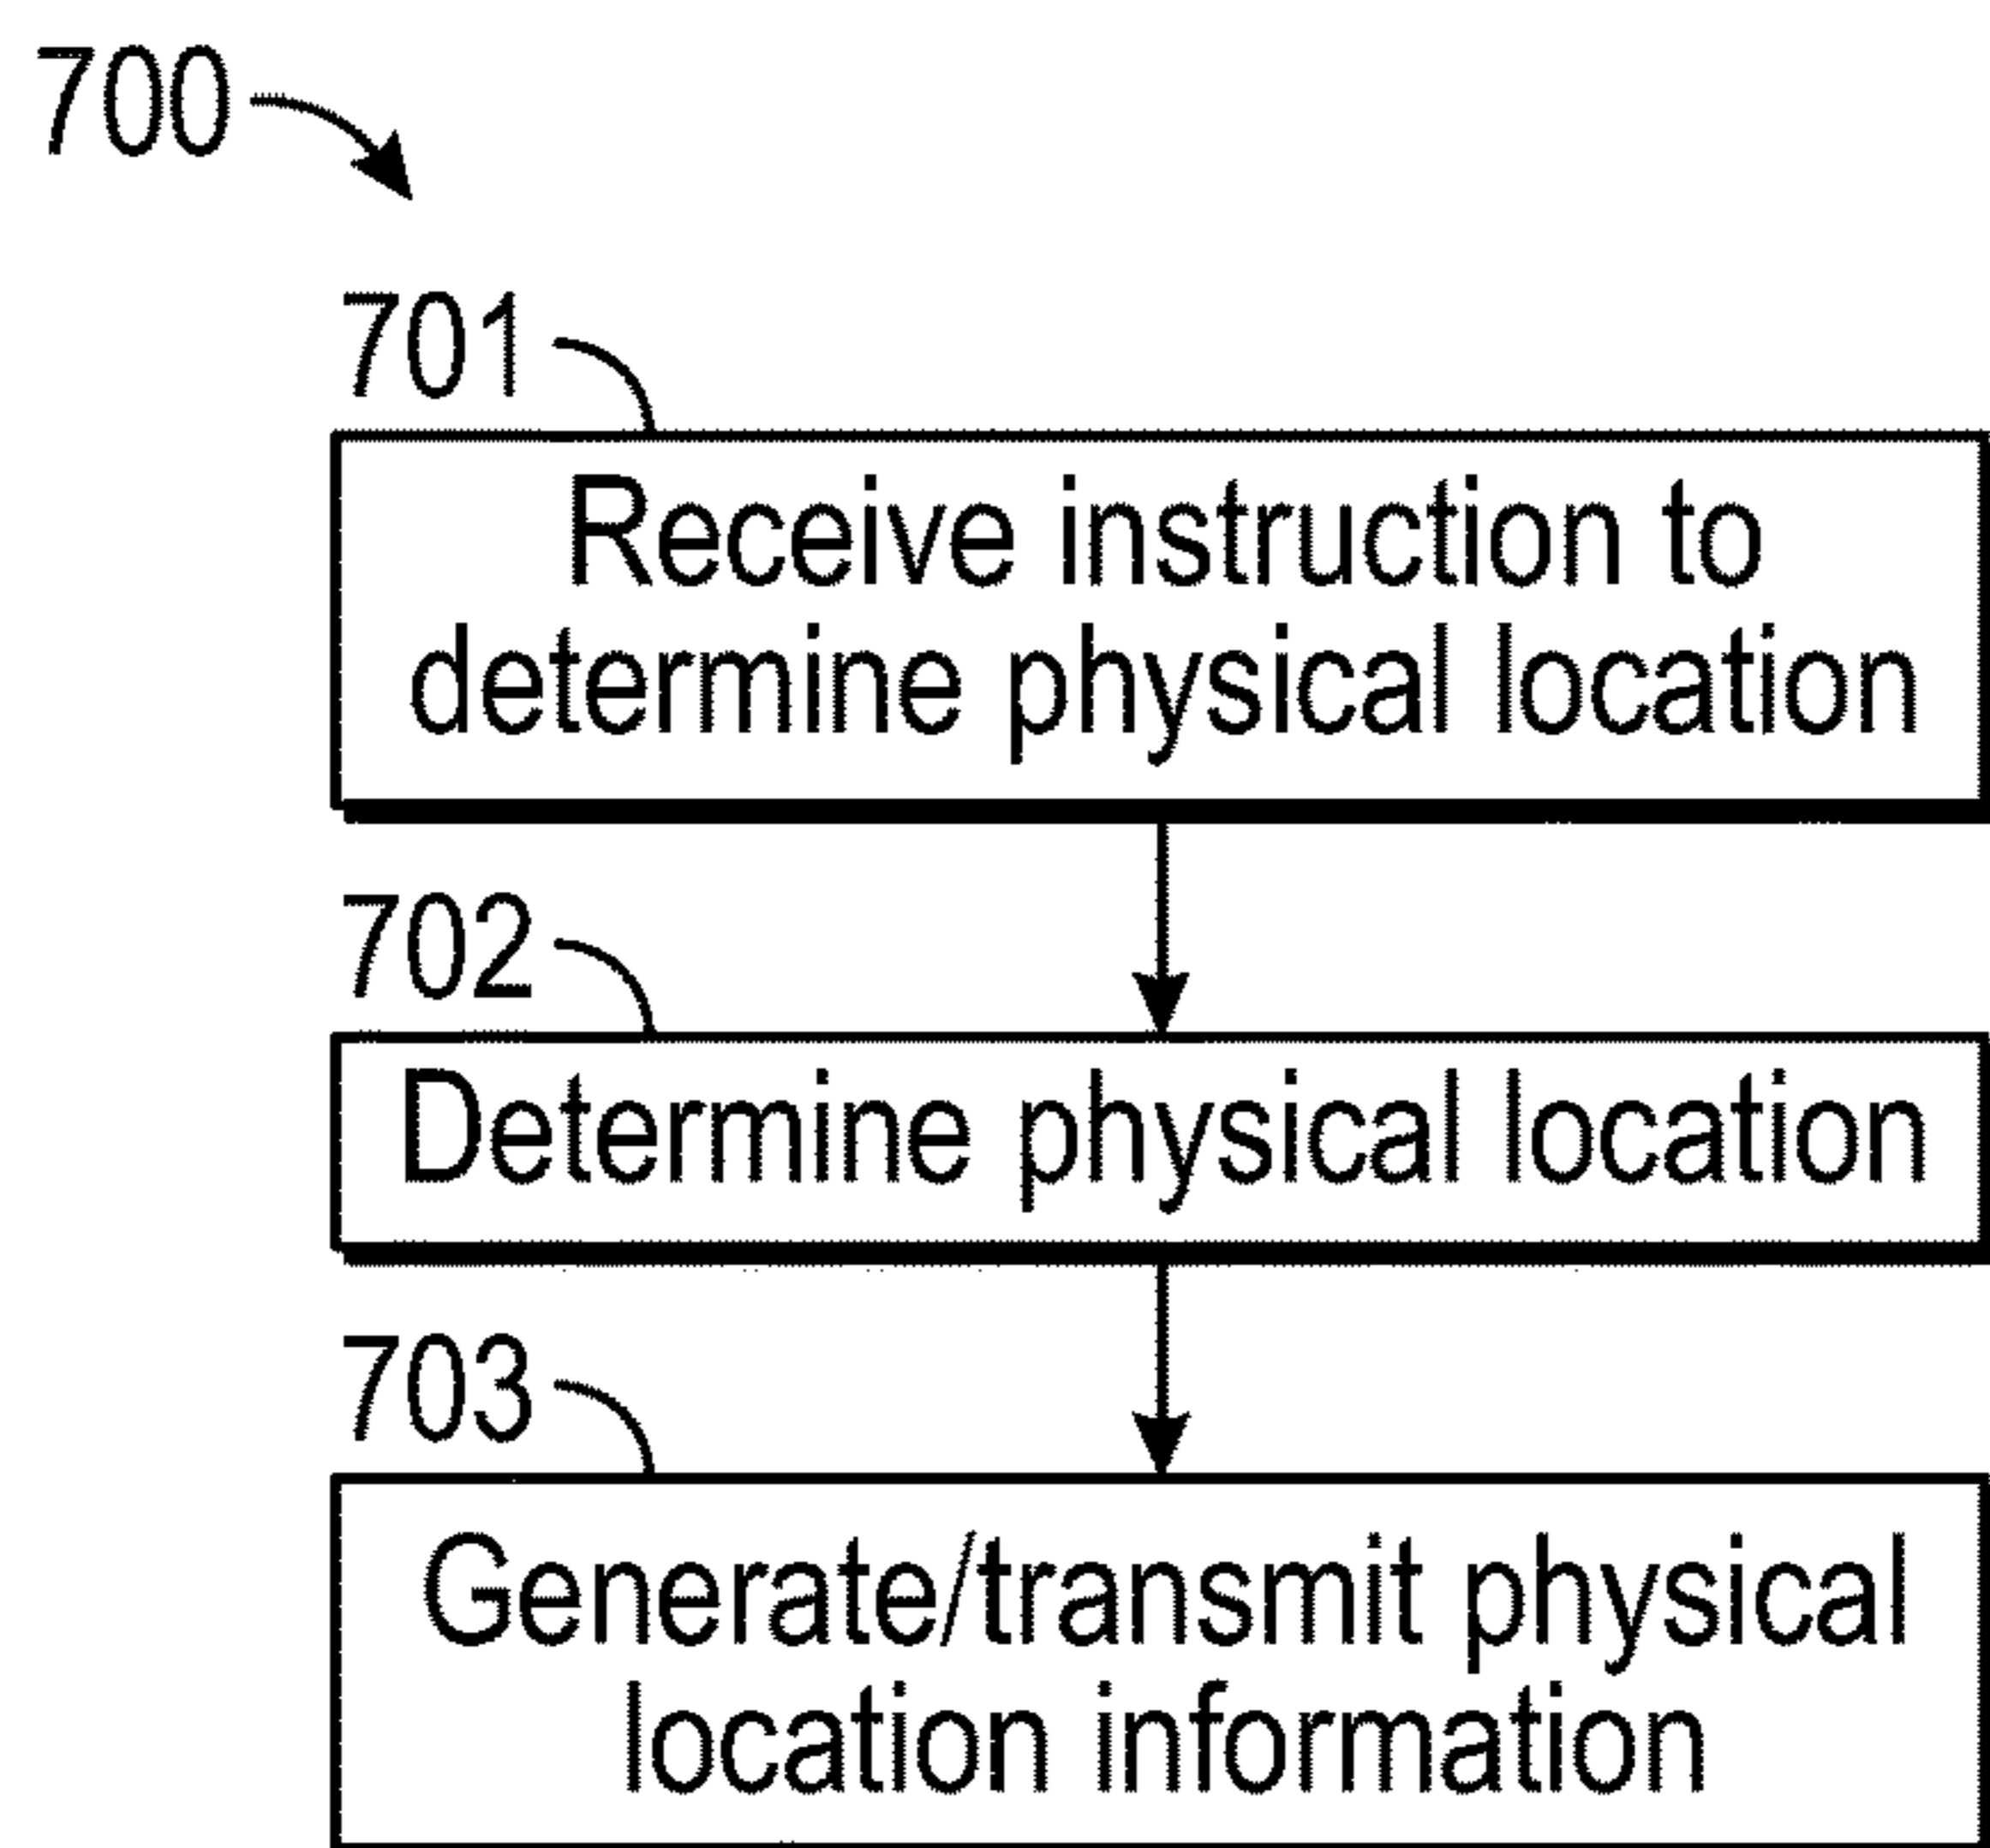 700
701
Receive instruction to
determine physical location
702
Determine physical location
703
Generate/transmit physical
location information